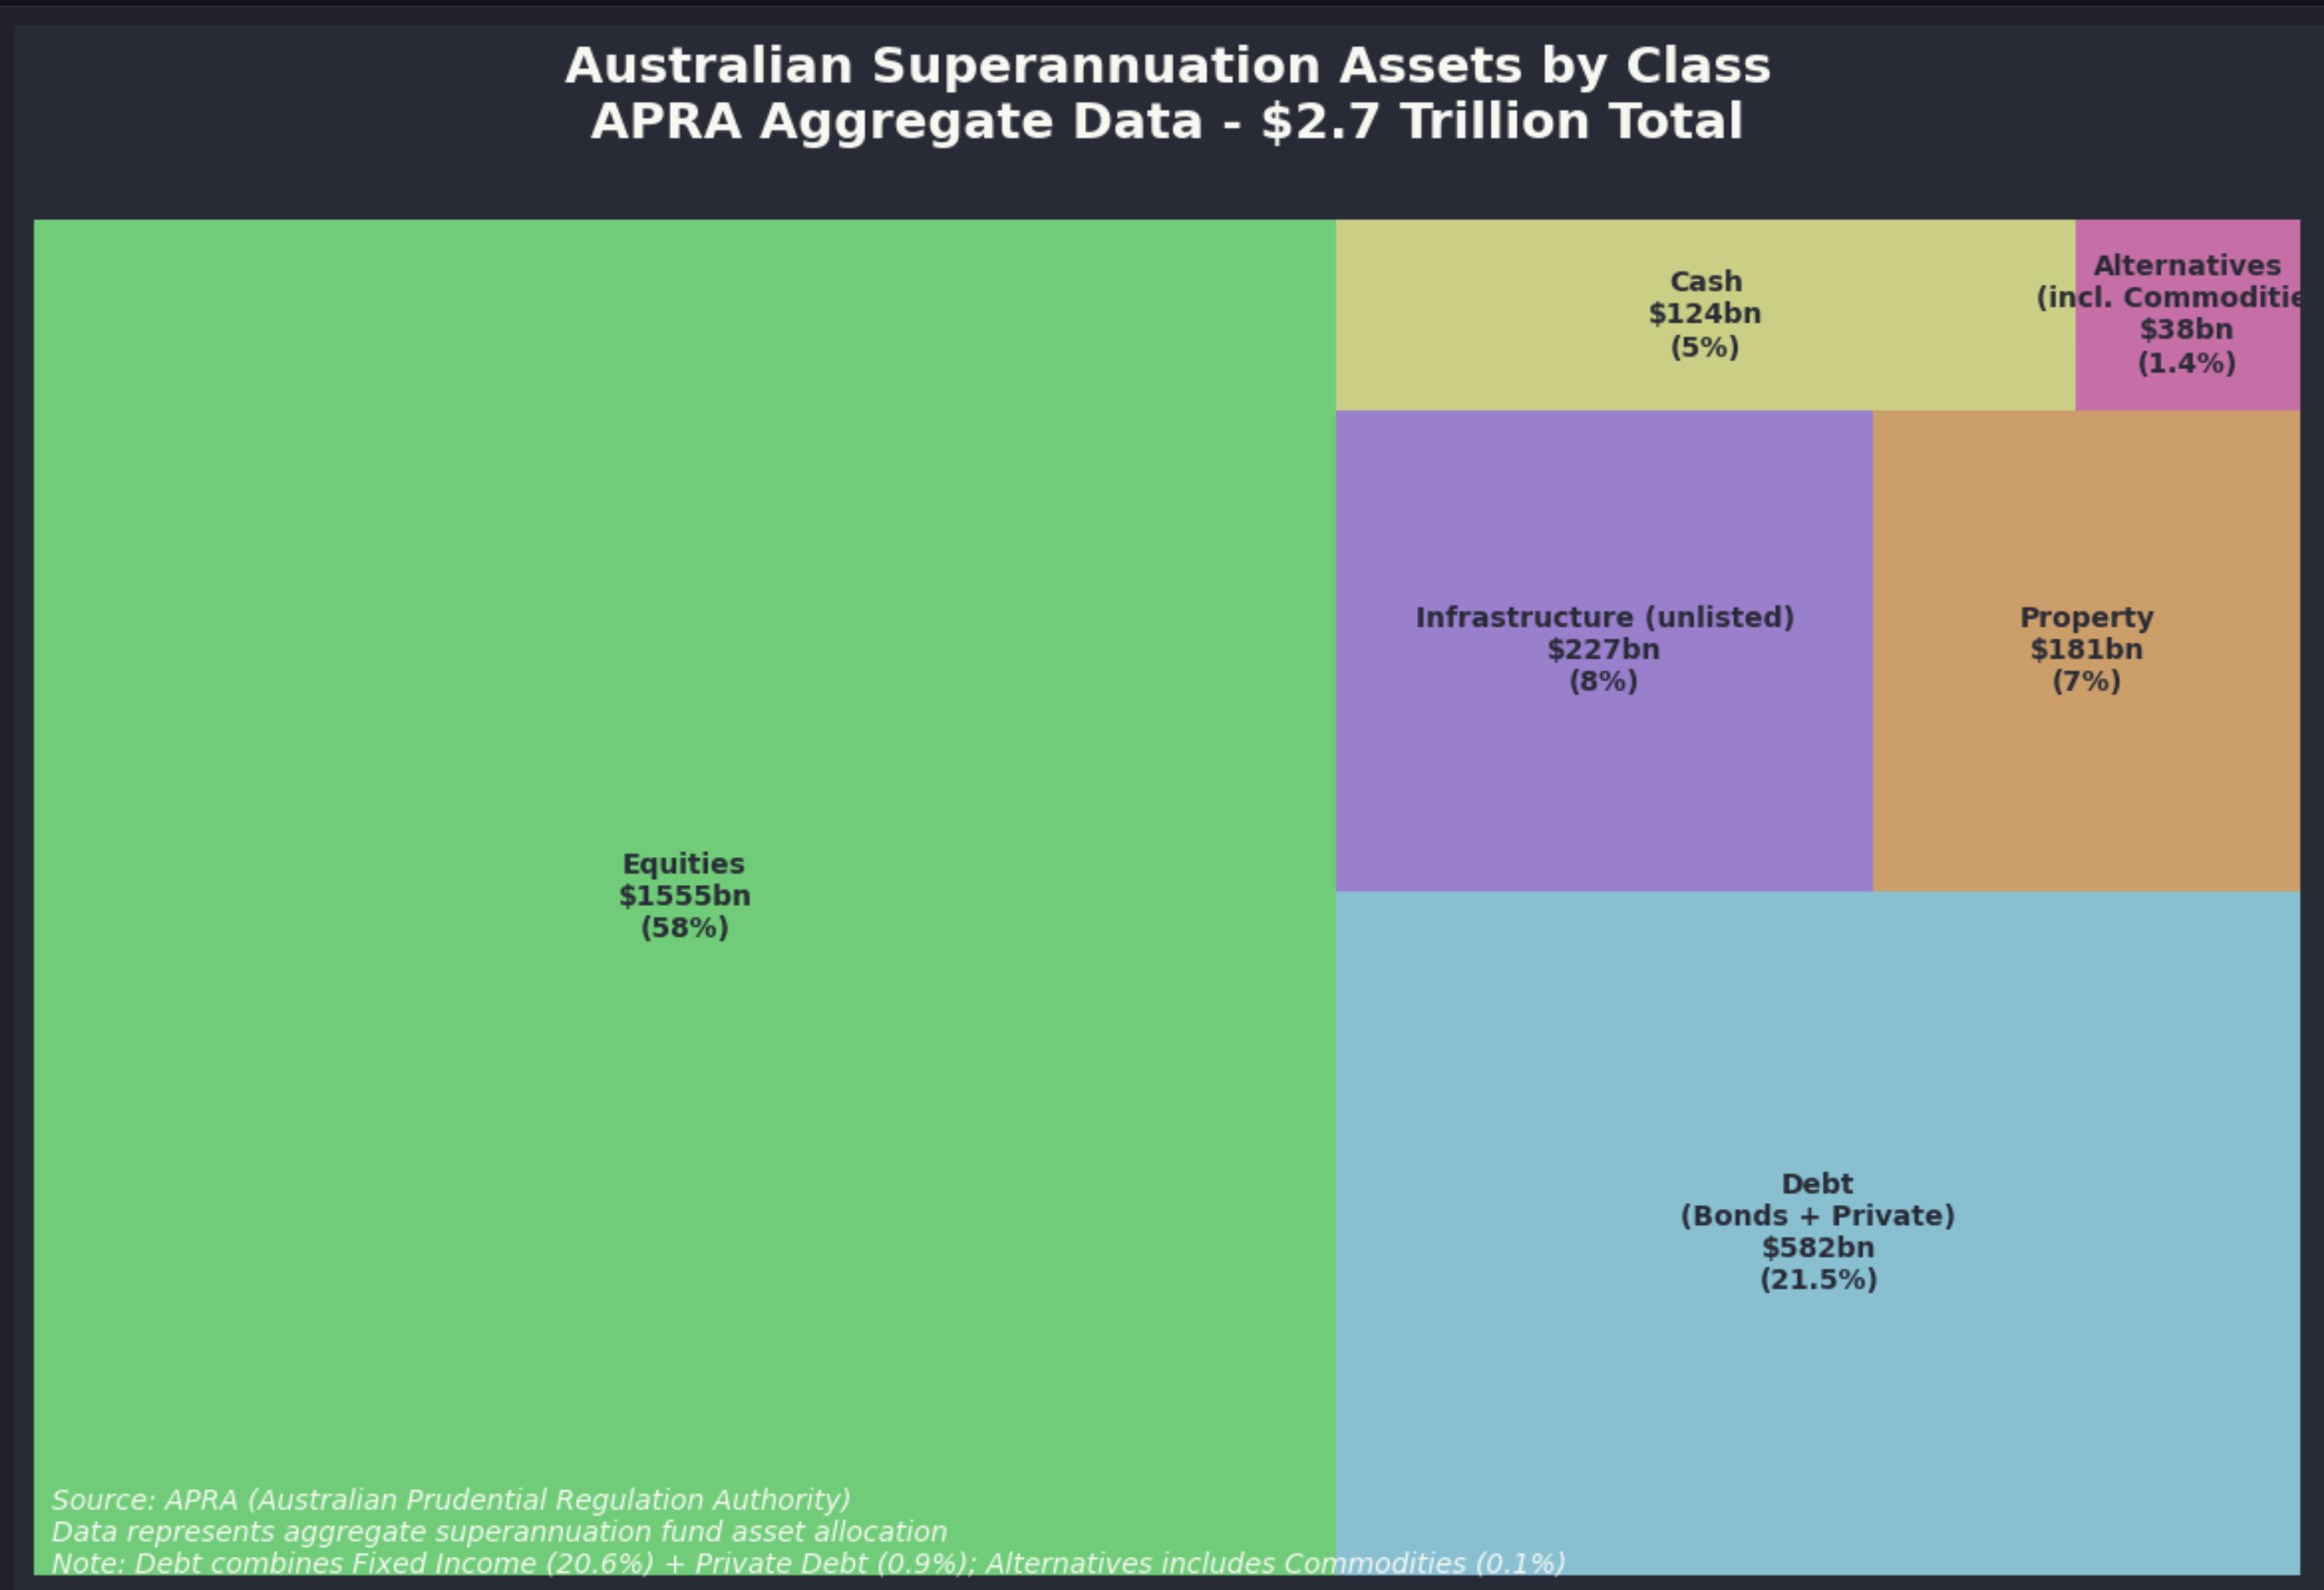 Australian Superannuation Assets by Class
APRA Aggregate Data - $2.7 Trillion Total
Cash
$124bn
(5%)
Alternatives
(incl. Commoditie
$38bn
(1.4%)
Infrastructure (unlisted)
$227bn
(8%)
Property
$181bn
(7%)
Equities
$1555bn
(58%)
Debt
(Bonds + Private)
$582bn
(21.5%)
Source: APRA (Australian Prudential Regulation Authority)
Data represents aggregate superannuation fund asset allocation
Note: Debt combines Fixed Income (20.6%) + Private Debt (0.9%); Alternatives includes Commodities (0.1%)